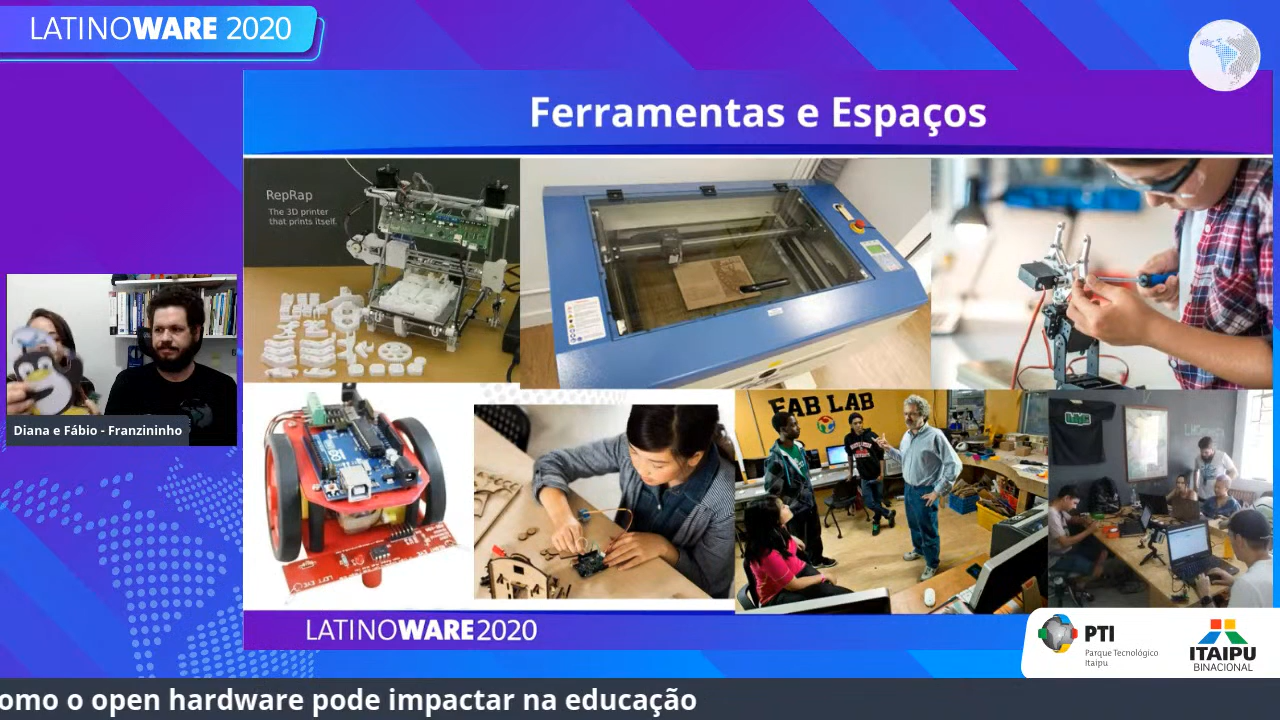 LATINOWARE 2020
Ferramentas e Espaços
RepRap
The 3D printer
that prints itself.
FAB LAB
Diana e Fábio - Franzininho
LATINOWARE2020
PTI
Parque Tecnológico
Itaipu
ITAIPU
BINACIONAL
omo o open hardware pode impactar na educação